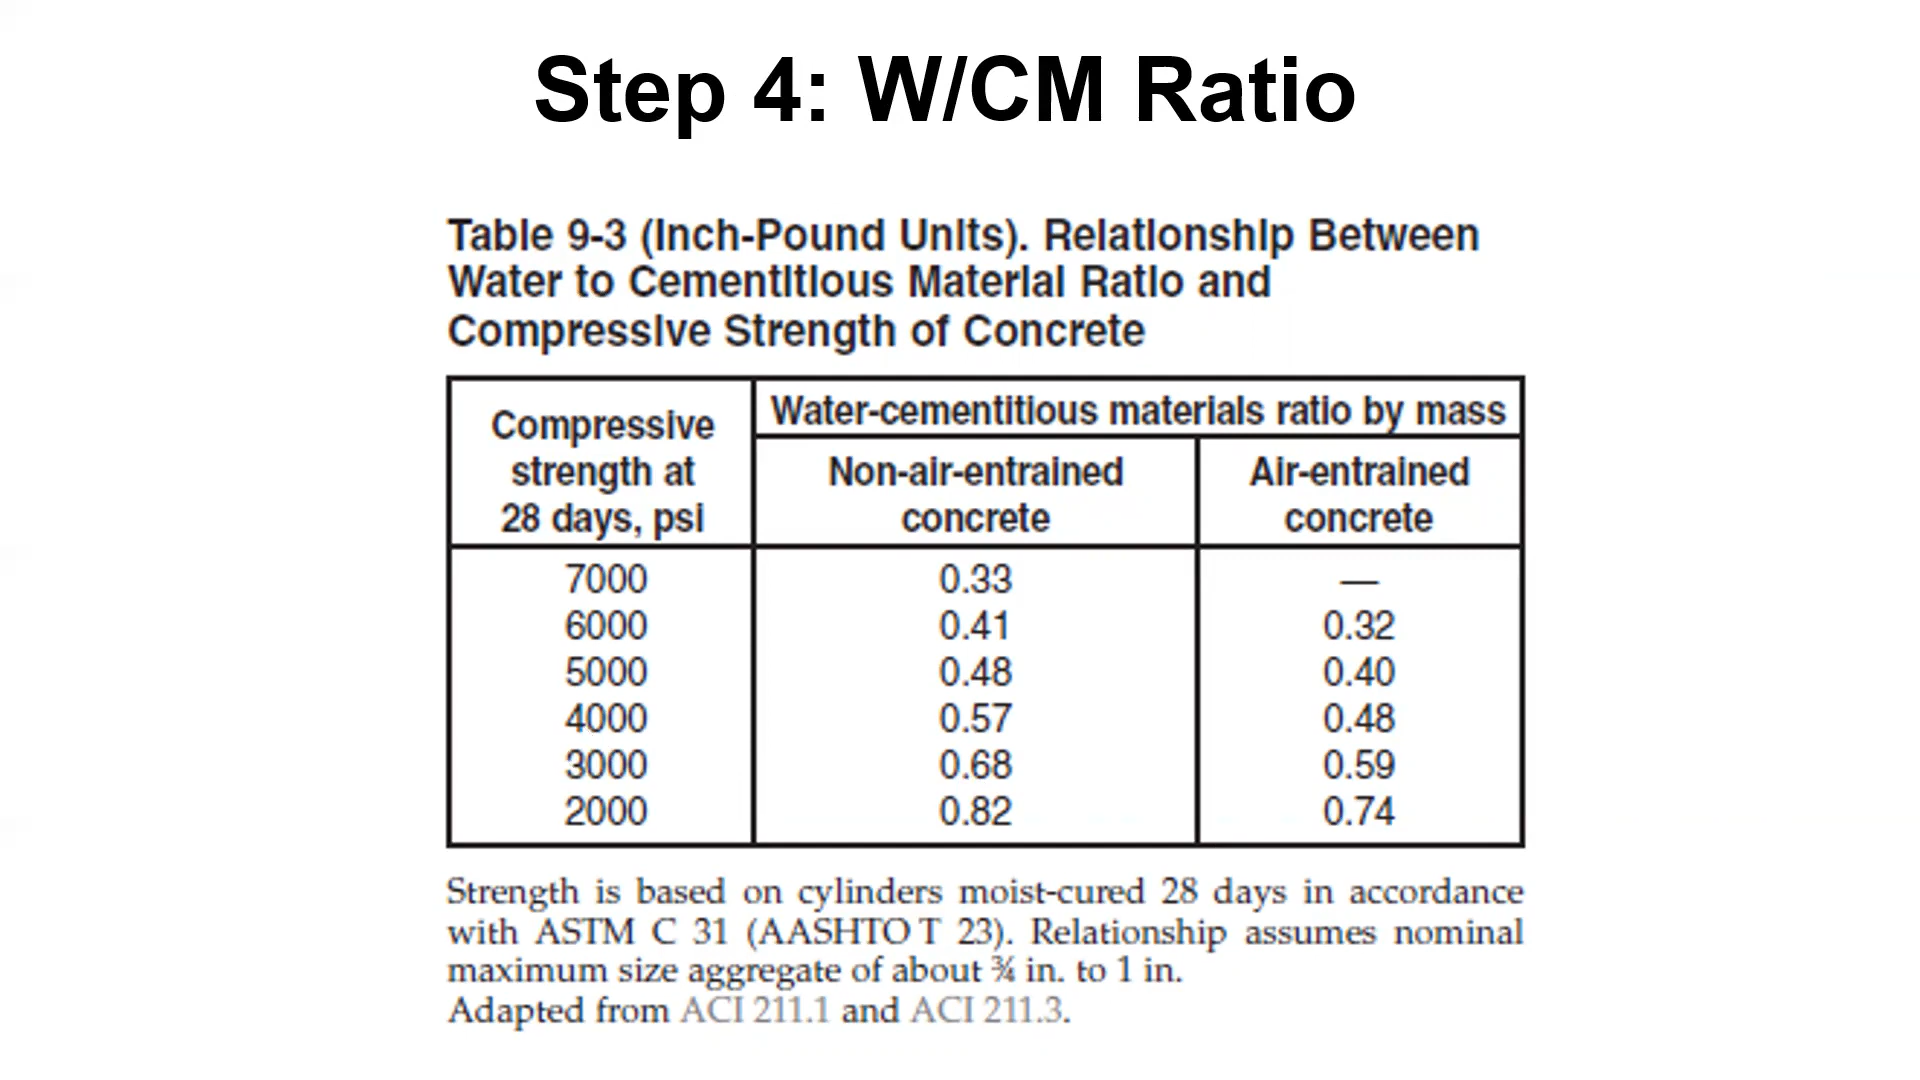 Step 4: W/CM Ratio
Table 9-3 (Inch-Pound Units). Relationship Between
Water to Cementitious Material Ratio and
Compressive Strength of Concrete
Compressive
strength at
28 days, psi
Water-cementitious materials ratio by mass
Non-air-entrained
concrete
Air-entrained
concrete
7000 0.33 —
6000 0.41 0.32
5000 0.48 0.40
4000 0.57 0.48
3000 0.68 0.59
2000 0.82 0.74
Strength is based on cylinders moist-cured 28 days in accordance
with ASTM C 31 (AASHTO T 23). Relationship assumes nominal
maximum size aggregate of about ¾ in. to 1 in.
Adapted from ACI 211.1 and ACI 211.3.